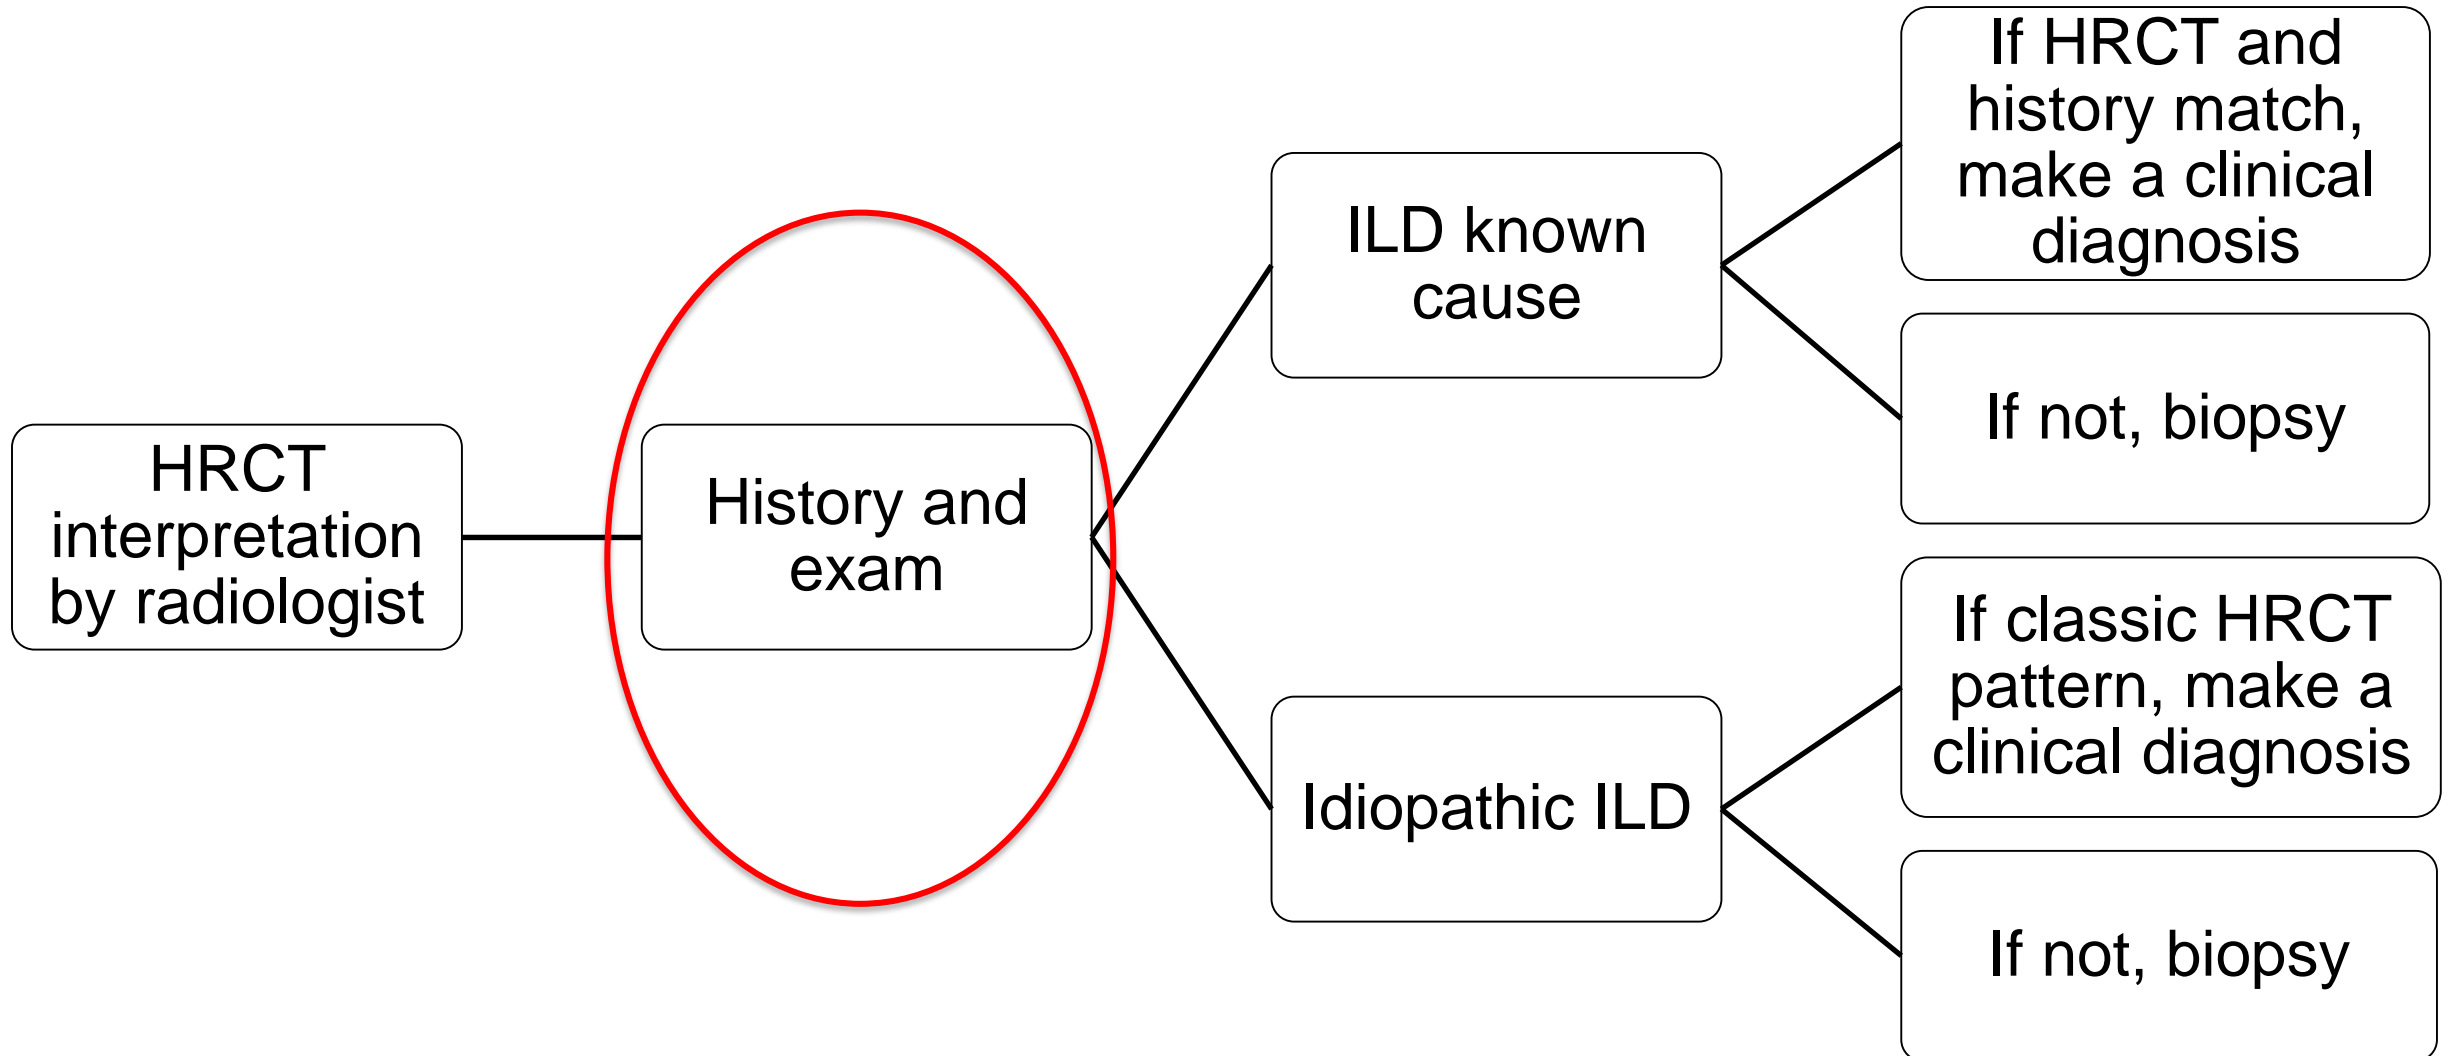 HRCT
interpretation
by radiologist
History and
exam
ILD known
cause
If HRCT and
history match,
make a clinical
diagnosis
If not, biopsy
Idiopathic ILD
If classic HRCT
pattern, make a
clinical diagnosis
If not, biopsy